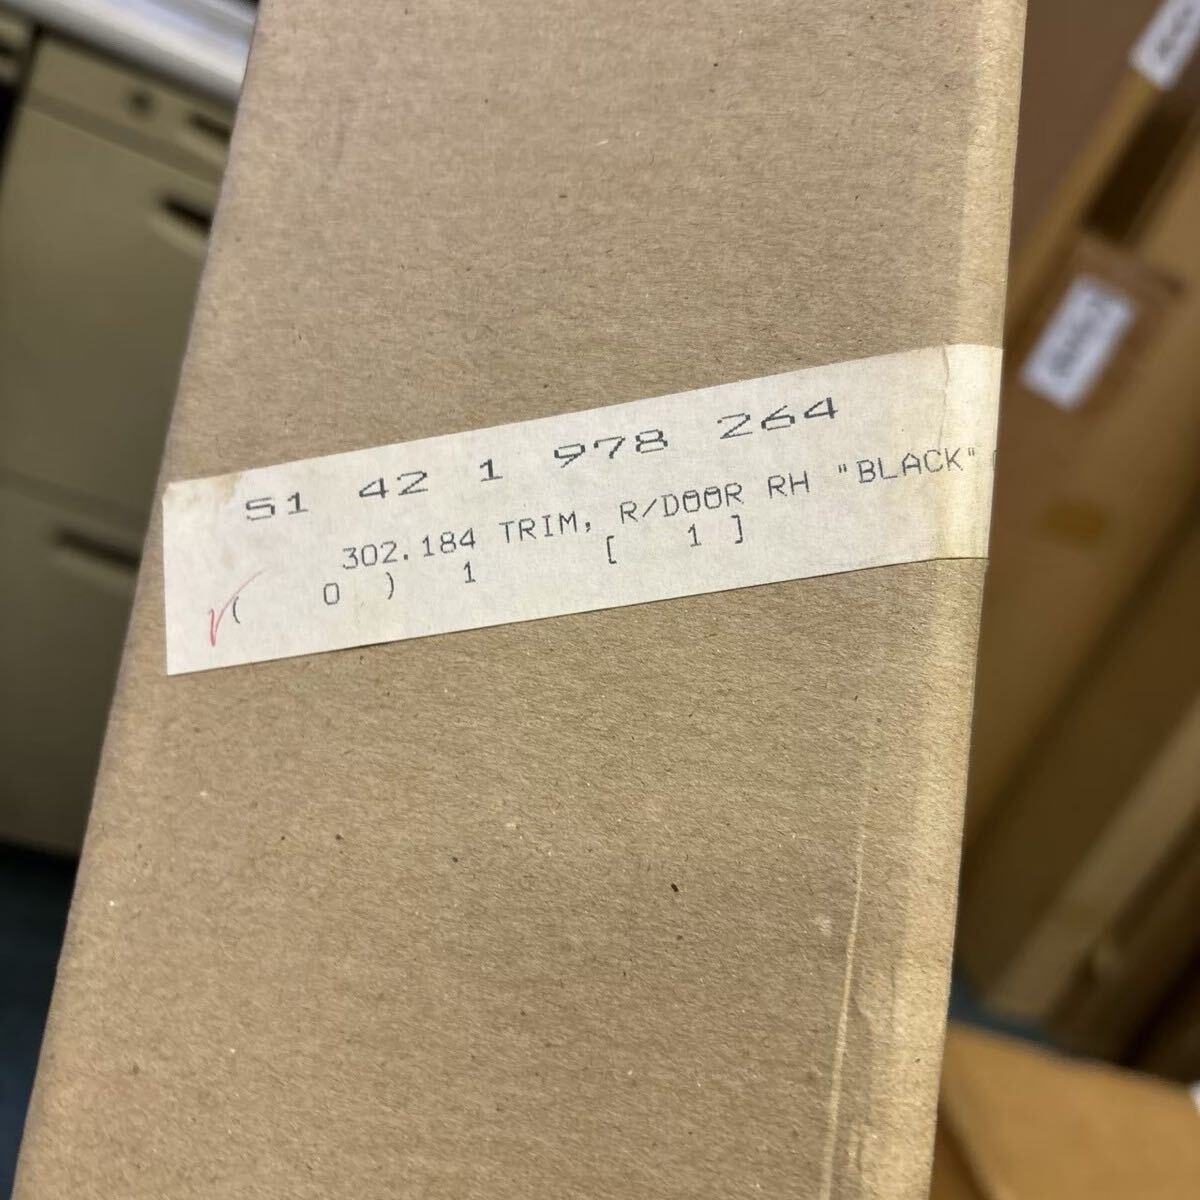 51 42 1 978 264
302.184 TRIM, R/DOOR RH "BLACK"
( 0 ) 1 [ 1 ]